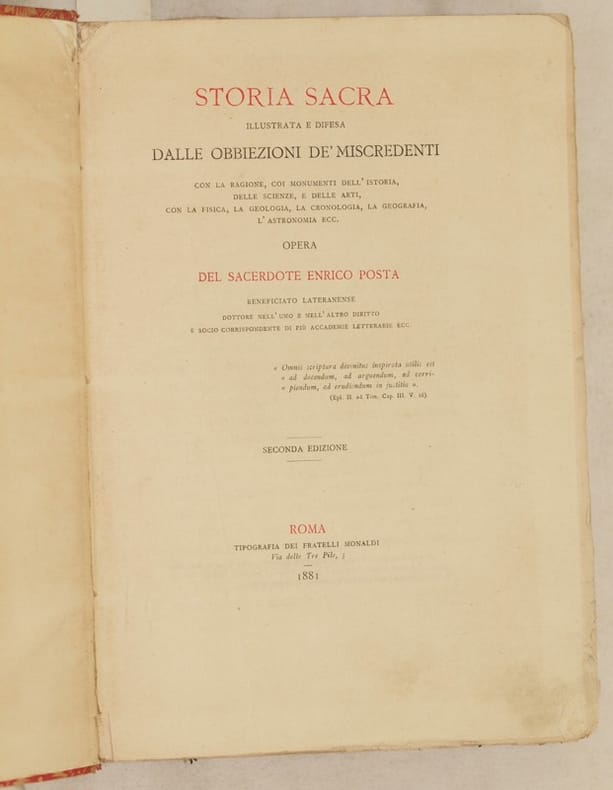 STORIA SACRA
ILLUSTRATA E DIFESA
DALLE OBBIEZIONI DE' MISCREDENTI
CON LA RAGIONE, COI MONUMENTI DELL' ISTORIA,
DELLE SCIENZE, E DELLE ARTI,
CON LA FISICA, LA GEOLOGIA, LA CRONOLOGIA, LA GEOGRAFIA,
L' ASTRONOMIA ECC.
OPERA
DEL SACERDOTE ENRICO POSTA
BENEFICIATO LATERANENSE
DOTTORE NELL' UNO E NELL' ALTRO DIRITTO
E SOCIO CORRISPONDENTE DI PIÙ ACCADEMIE LETTERARIE ECC.
« Omnis scriptura divinitus inspirata utilis est
« ad docendum, ad arguendum, ad corri-
« piendum, ad erudiendum in justitia ».
(Epl. II. ad Tim. Cap. III. V. 16).
SECONDA EDIZIONE
ROMA
TIPOGRAFIA DEI FRATELLI MONALDI
Via delle Tre Pile, 5
1881